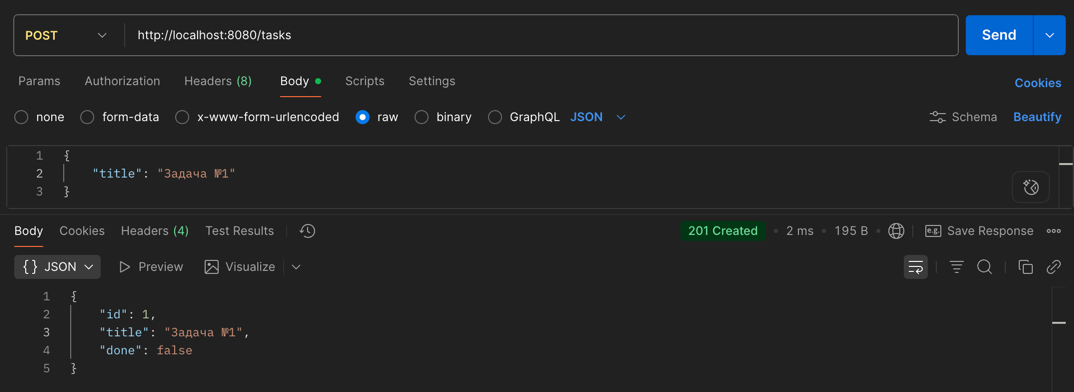 POST http://localhost:8080/tasks Send
Params Authorization Headers (8) Body Scripts Settings Cookies
none form-data x-www-form-urlencoded raw binary GraphQL JSON Schema Beautify
1 {
2 "title": "Задача №1"
3 }
Body Cookies Headers (4) Test Results 201 Created • 2 ms • 195 B • e.g. Save Response
{} JSON Preview Visualize
1 {
2 "id": 1,
3 "title": "Задача №1",
4 "done": false
5 }